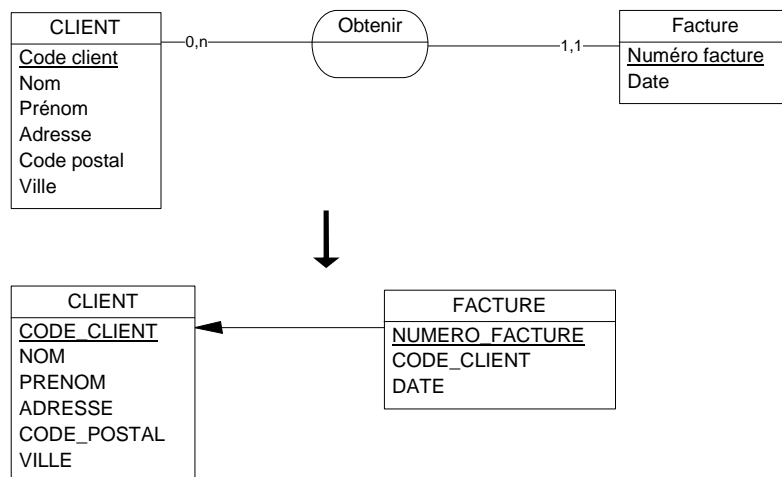 CLIENT
Code client
Nom
Prénom
Adresse
Code postal
Ville
0,n
Obtenir
1,1
Facture
Numéro facture
Date
CLIENT
CODE_CLIENT
NOM
PRENOM
ADRESSE
CODE_POSTAL
VILLE
FACTURE
NUMERO_FACTURE
CODE_CLIENT
DATE